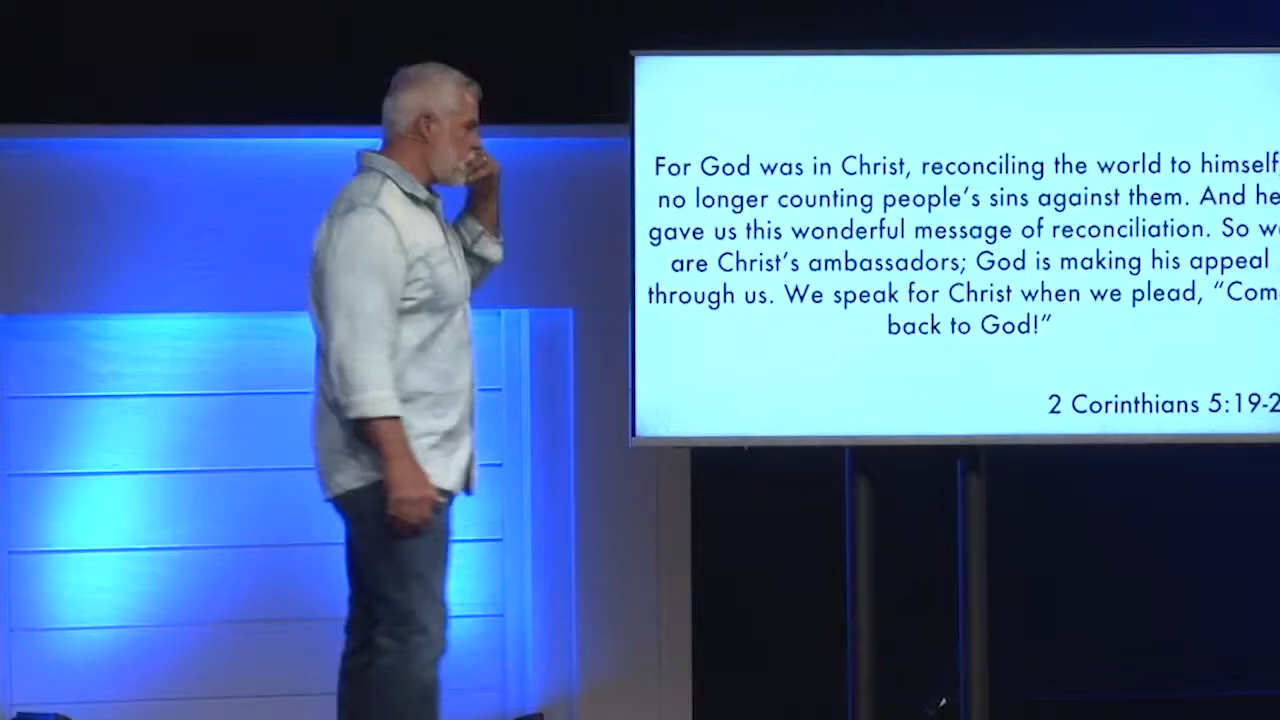 For God was in Christ, reconciling the world to himself,
no longer counting people's sins against them. And he
gave us this wonderful message of reconciliation. So
are Christ's ambassadors; God is making his appeal
through us. We speak for Christ when we plead, “Com
back to God!”
2 Corinthians 5:19-2